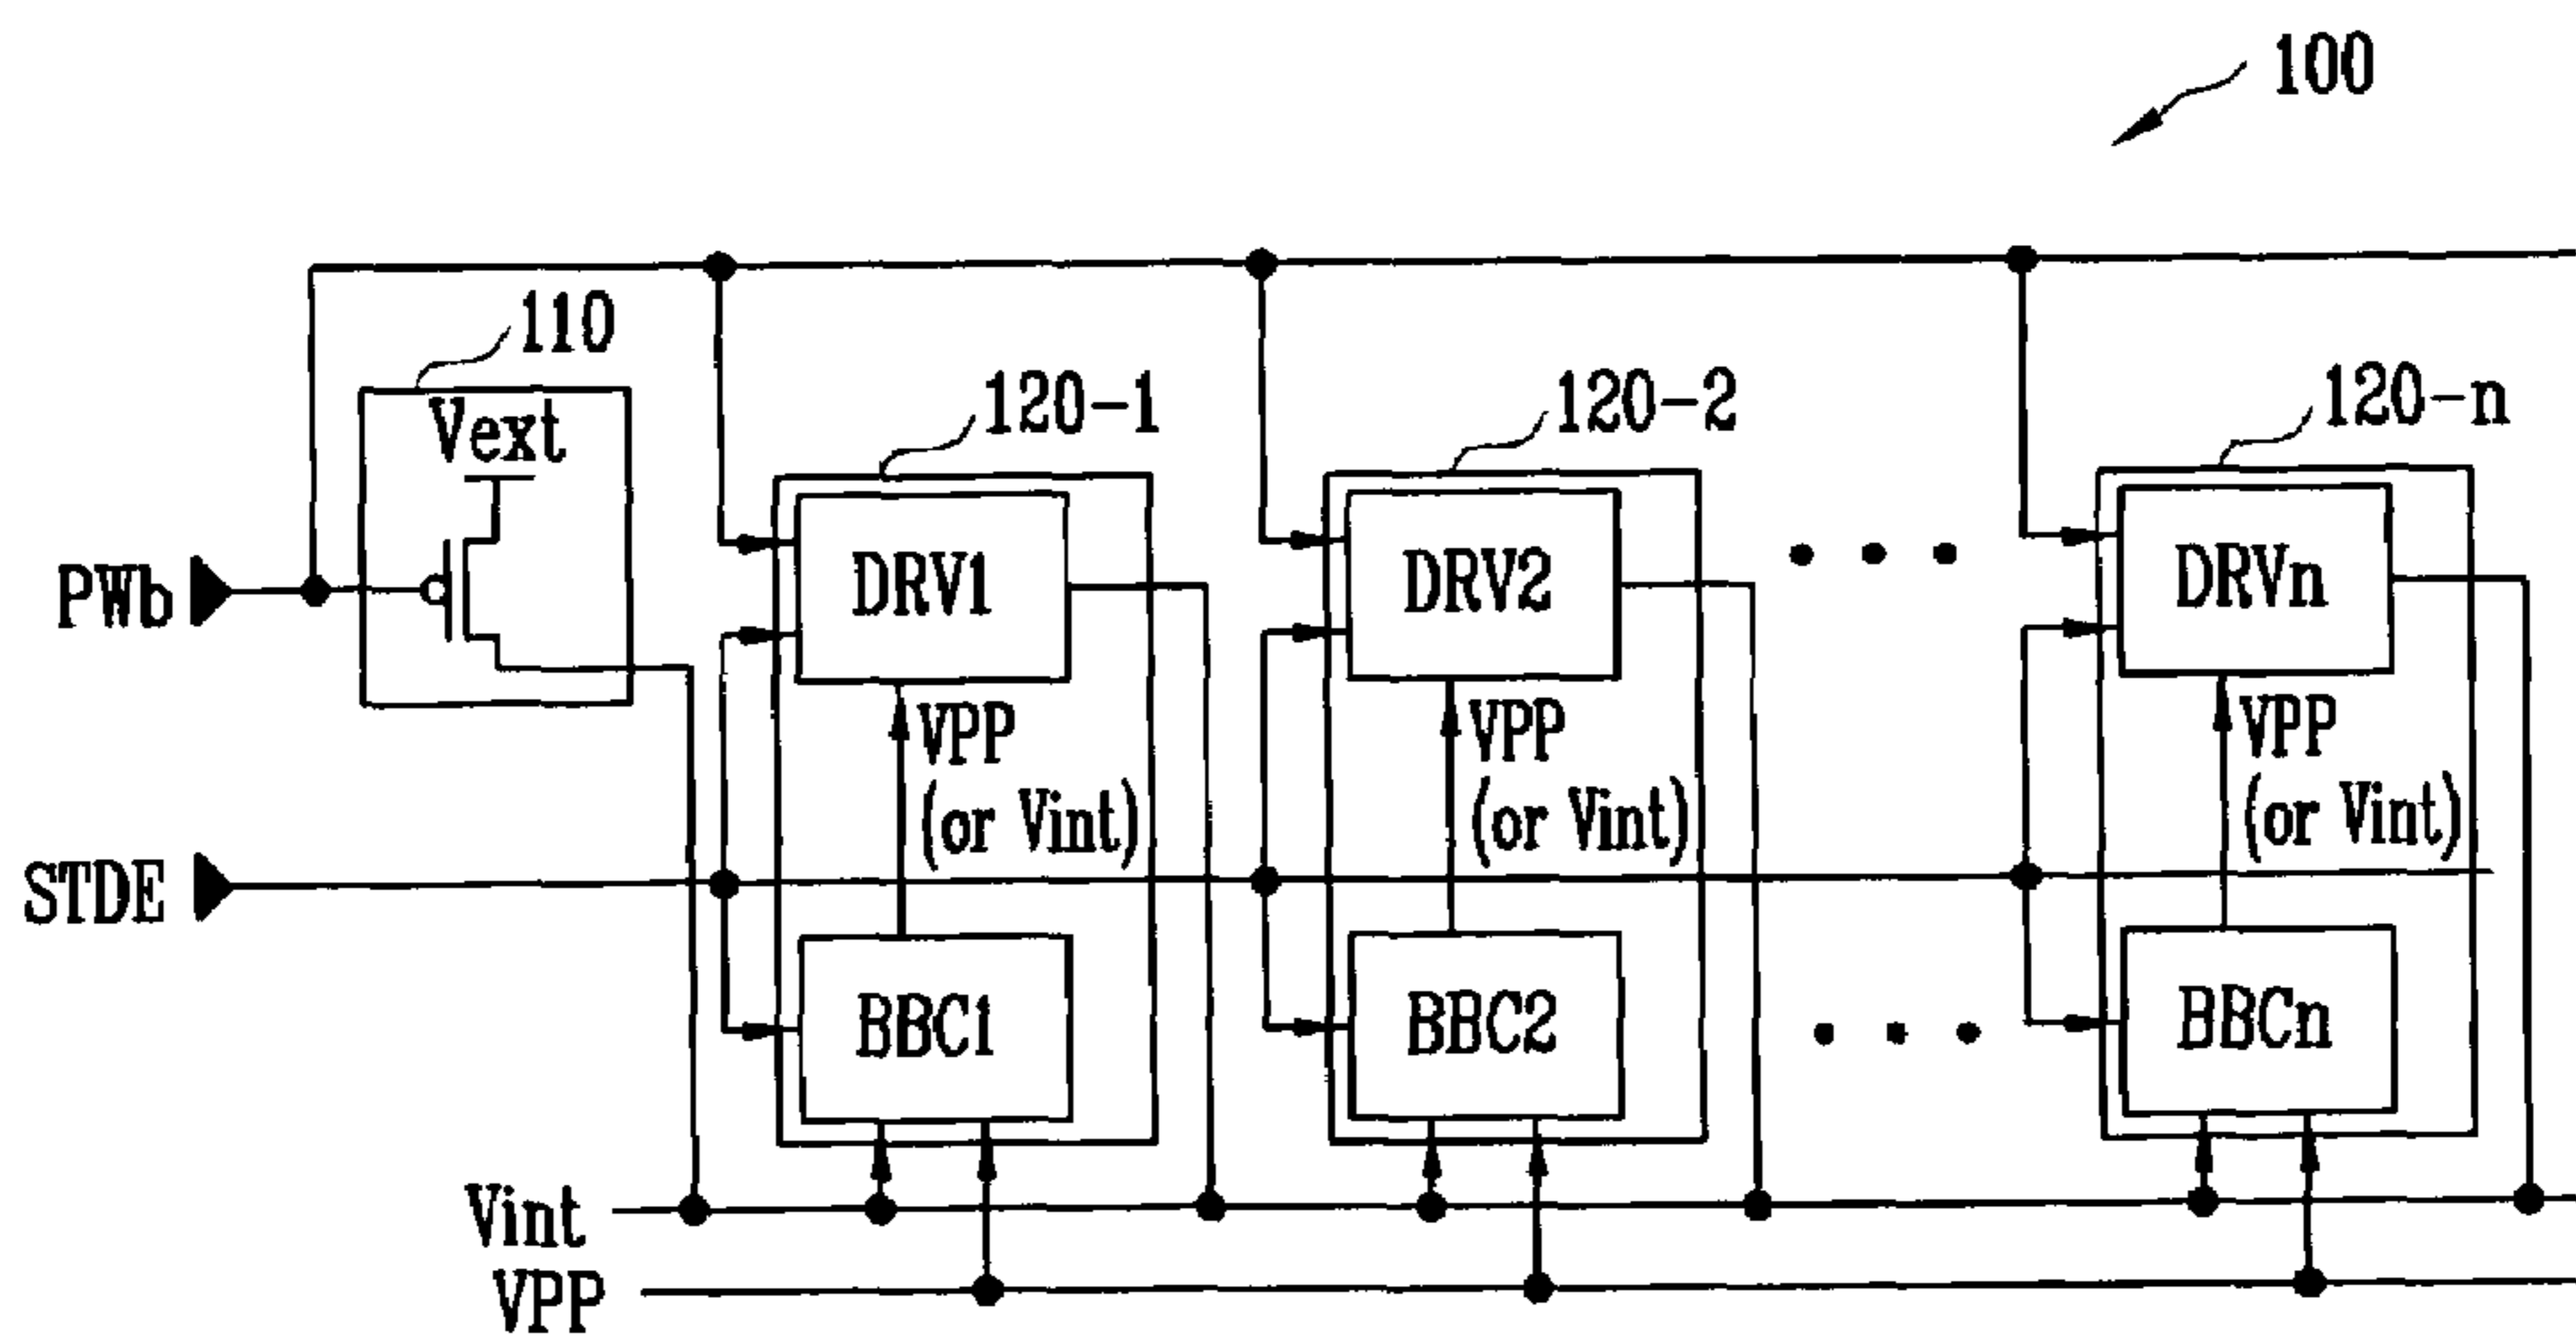 100
110
Vext
120-1
120-2
120-n
PWb
DRV1
DRV2
DRVn
VPP
(or Vint)
VPP
(or Vint)
VPP
(or Vint)
STDE
BBC1
BBC2
BBCn
Vint
VPP